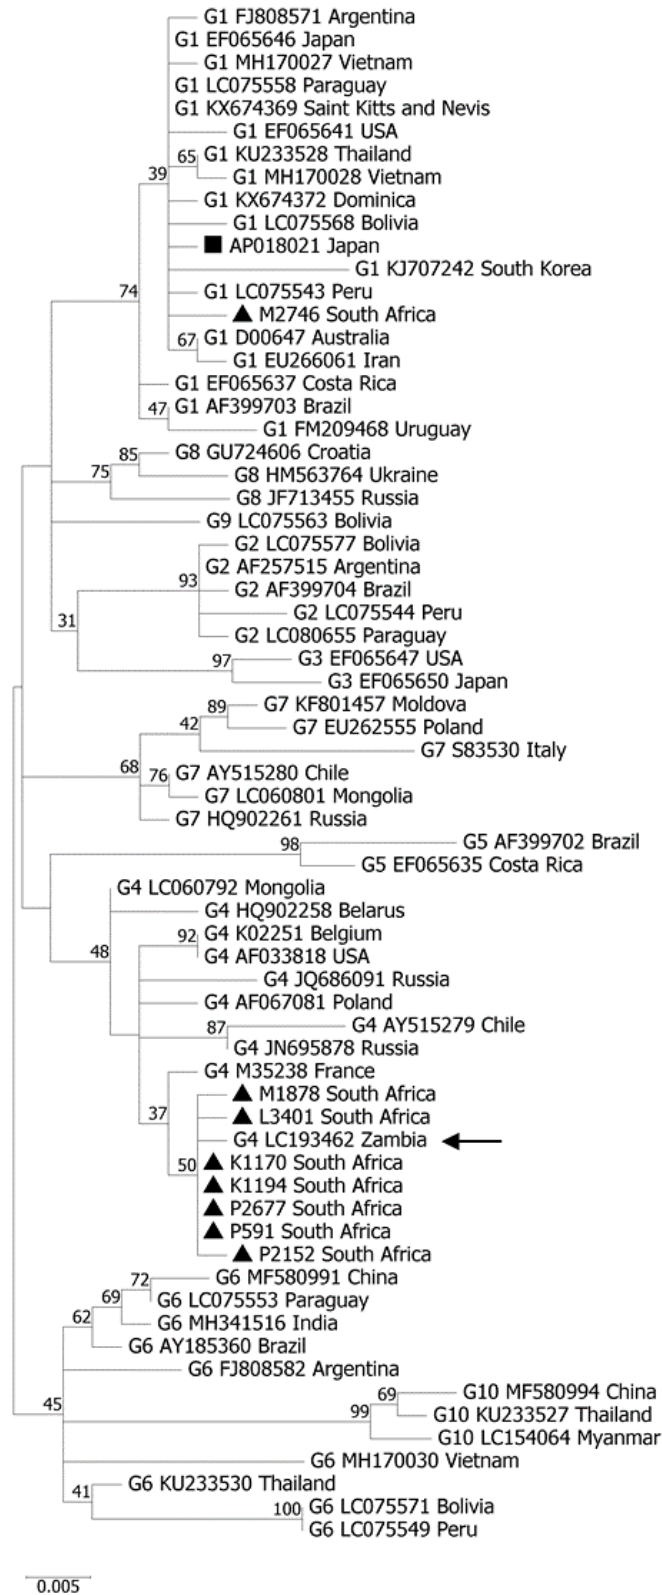 G1 FJ808571 Argentina
G1 EF065646 Japan
G1 MH170027 Vietnam
G1 LC075558 Paraguay
G1 KX674369 Saint Kitts and Nevis
G1 EF065641 USA
65 G1 KU233528 Thailand
39 G1 MH170028 Vietnam
G1 KX674372 Dominica
G1 LC075568 Bolivia
AP018021 Japan
G1 KJ707242 South Korea
74 G1 LC075543 Peru
M2746 South Africa
67 G1 D00647 Australia
G1 EU266061 Iran
G1 EF065637 Costa Rica
47 G1 AF399703 Brazil
G1 FM209468 Uruguay
85 G8 GU724606 Croatia
75 G8 HM563764 Ukraine
G8 JF713455 Russia
G9 LC075563 Bolivia
G2 LC075577 Bolivia
G2 AF257515 Argentina
93 G2 AF399704 Brazil
31 G2 LC075544 Peru
G2 LC080655 Paraguay
97 G3 EF065647 USA
G3 EF065650 Japan
89 G7 KF801457 Moldova
42 G7 EU262555 Poland
G7 S83530 Italy
68 76 G7 AY515280 Chile
G7 LC060801 Mongolia
G7 HQ902261 Russia
98 G5 AF399702 Brazil
G5 EF065635 Costa Rica
G4 LC060792 Mongolia
G4 HQ902258 Belarus
92 G4 K02251 Belgium
48 G4 AF033818 USA
G4 JQ686091 Russia
G4 AF067081 Poland
87 G4 AY515279 Chile
G4 JN695878 Russia
G4 M35238 France
M1878 South Africa
37 L3401 South Africa
G4 LC193462 Zambia
50 K1170 South Africa
K1194 South Africa
P2677 South Africa
P591 South Africa
P2152 South Africa
72 G6 MF580991 China
69 G6 LC075553 Paraguay
62 G6 MH341516 India
G6 AY185360 Brazil
G6 FJ808582 Argentina
45 69 G10 MF580994 China
99 G10 KU233527 Thailand
G10 LC154064 Myanmar
G6 MH170030 Vietnam
41 G6 KU233530 Thailand
100 G6 LC075571 Bolivia
G6 LC075549 Peru
0.005